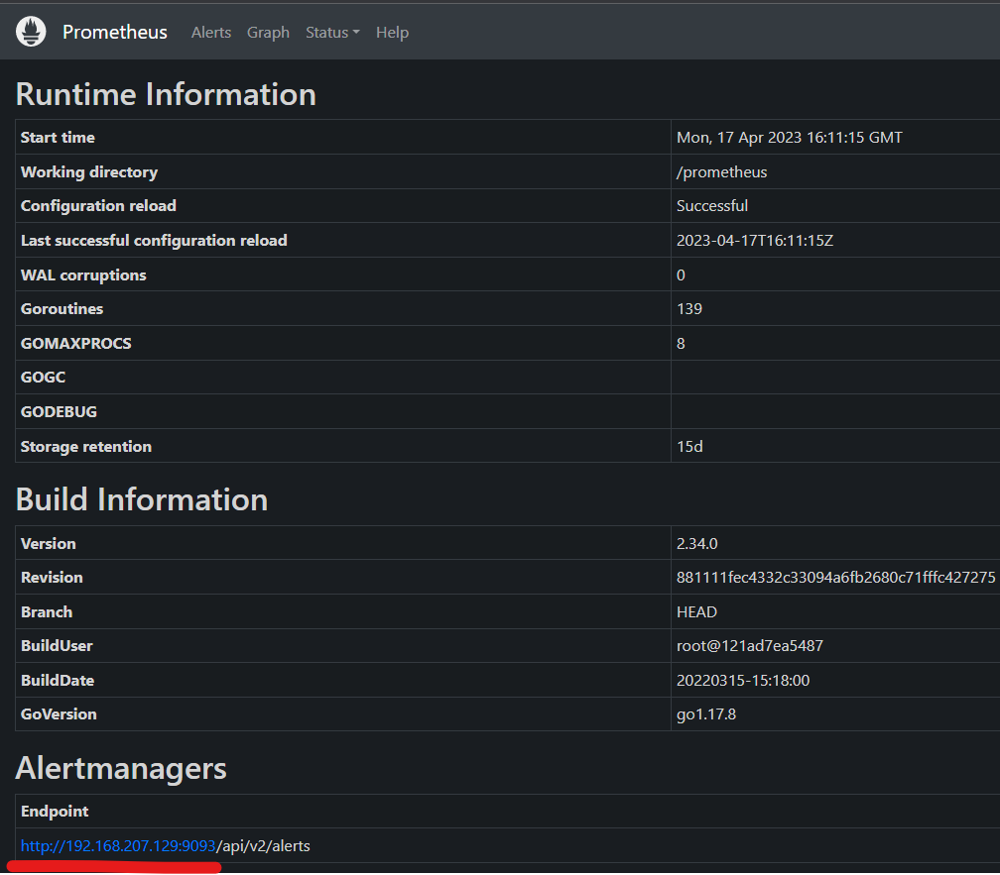 Prometheus Alerts Graph Status Help
Runtime Information
Start time Mon, 17 Apr 2023 16:11:15 GMT
Working directory /prometheus
Configuration reload Successful
Last successful configuration reload 2023-04-17T16:11:15Z
WAL corruptions 0
Goroutines 139
GOMAXPROCS 8
GOGC
GODEBUG
Storage retention 15d
Build Information
Version 2.34.0
Revision 881111fec4332c33094a6fb2680c71fffc427275
Branch HEAD
BuildUser root@121ad7ea5487
BuildDate 20220315-15:18:00
GoVersion go1.17.8
Alertmanagers
Endpoint
http://192.168.207.129:9093/api/v2/alerts